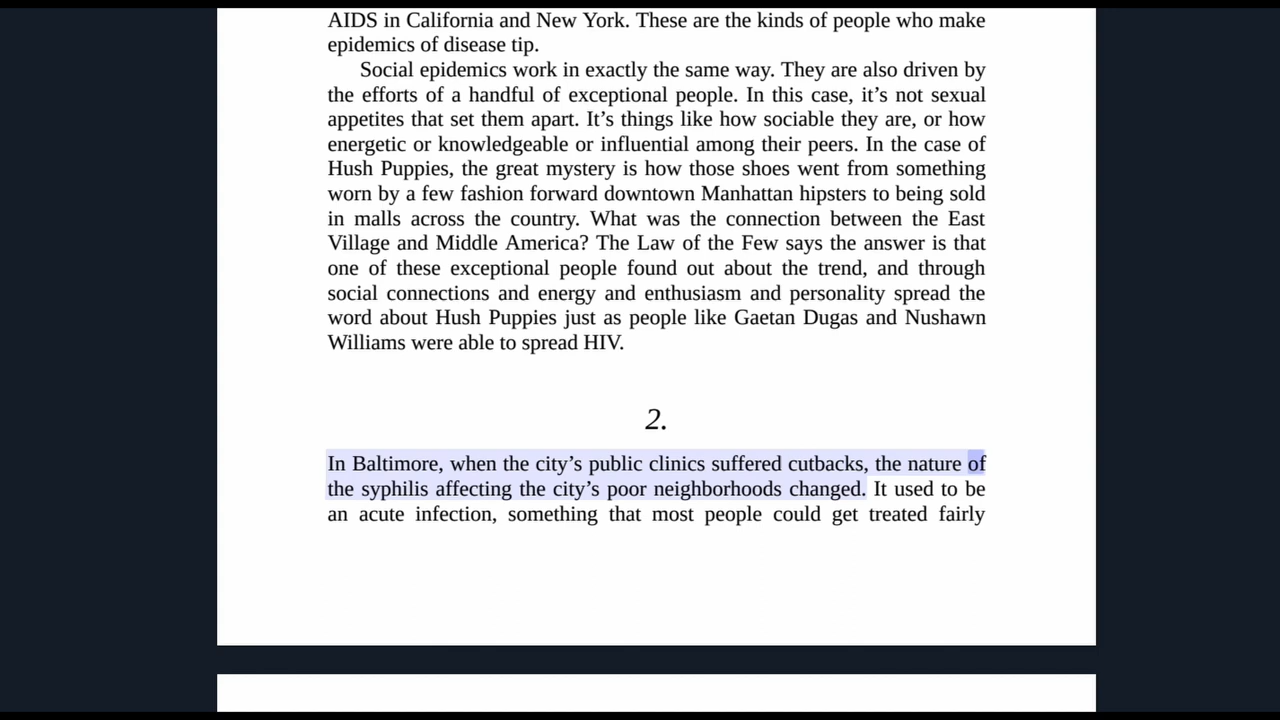 AIDS in California and New York. These are the kinds of people who make
epidemics of disease tip.
Social epidemics work in exactly the same way. They are also driven by
the efforts of a handful of exceptional people. In this case, it’s not sexual
appetites that set them apart. It’s things like how sociable they are, or how
energetic or knowledgeable or influential among their peers. In the case of
Hush Puppies, the great mystery is how those shoes went from something
worn by a few fashion forward downtown Manhattan hipsters to being sold
in malls across the country. What was the connection between the East
Village and Middle America? The Law of the Few says the answer is that
one of these exceptional people found out about the trend, and through
social connections and energy and enthusiasm and personality spread the
word about Hush Puppies just as people like Gaetan Dugas and Nushawn
Williams were able to spread HIV.
2.
In Baltimore, when the city’s public clinics suffered cutbacks, the nature of
the syphilis affecting the city’s poor neighborhoods changed. It used to be
an acute infection, something that most people could get treated fairly